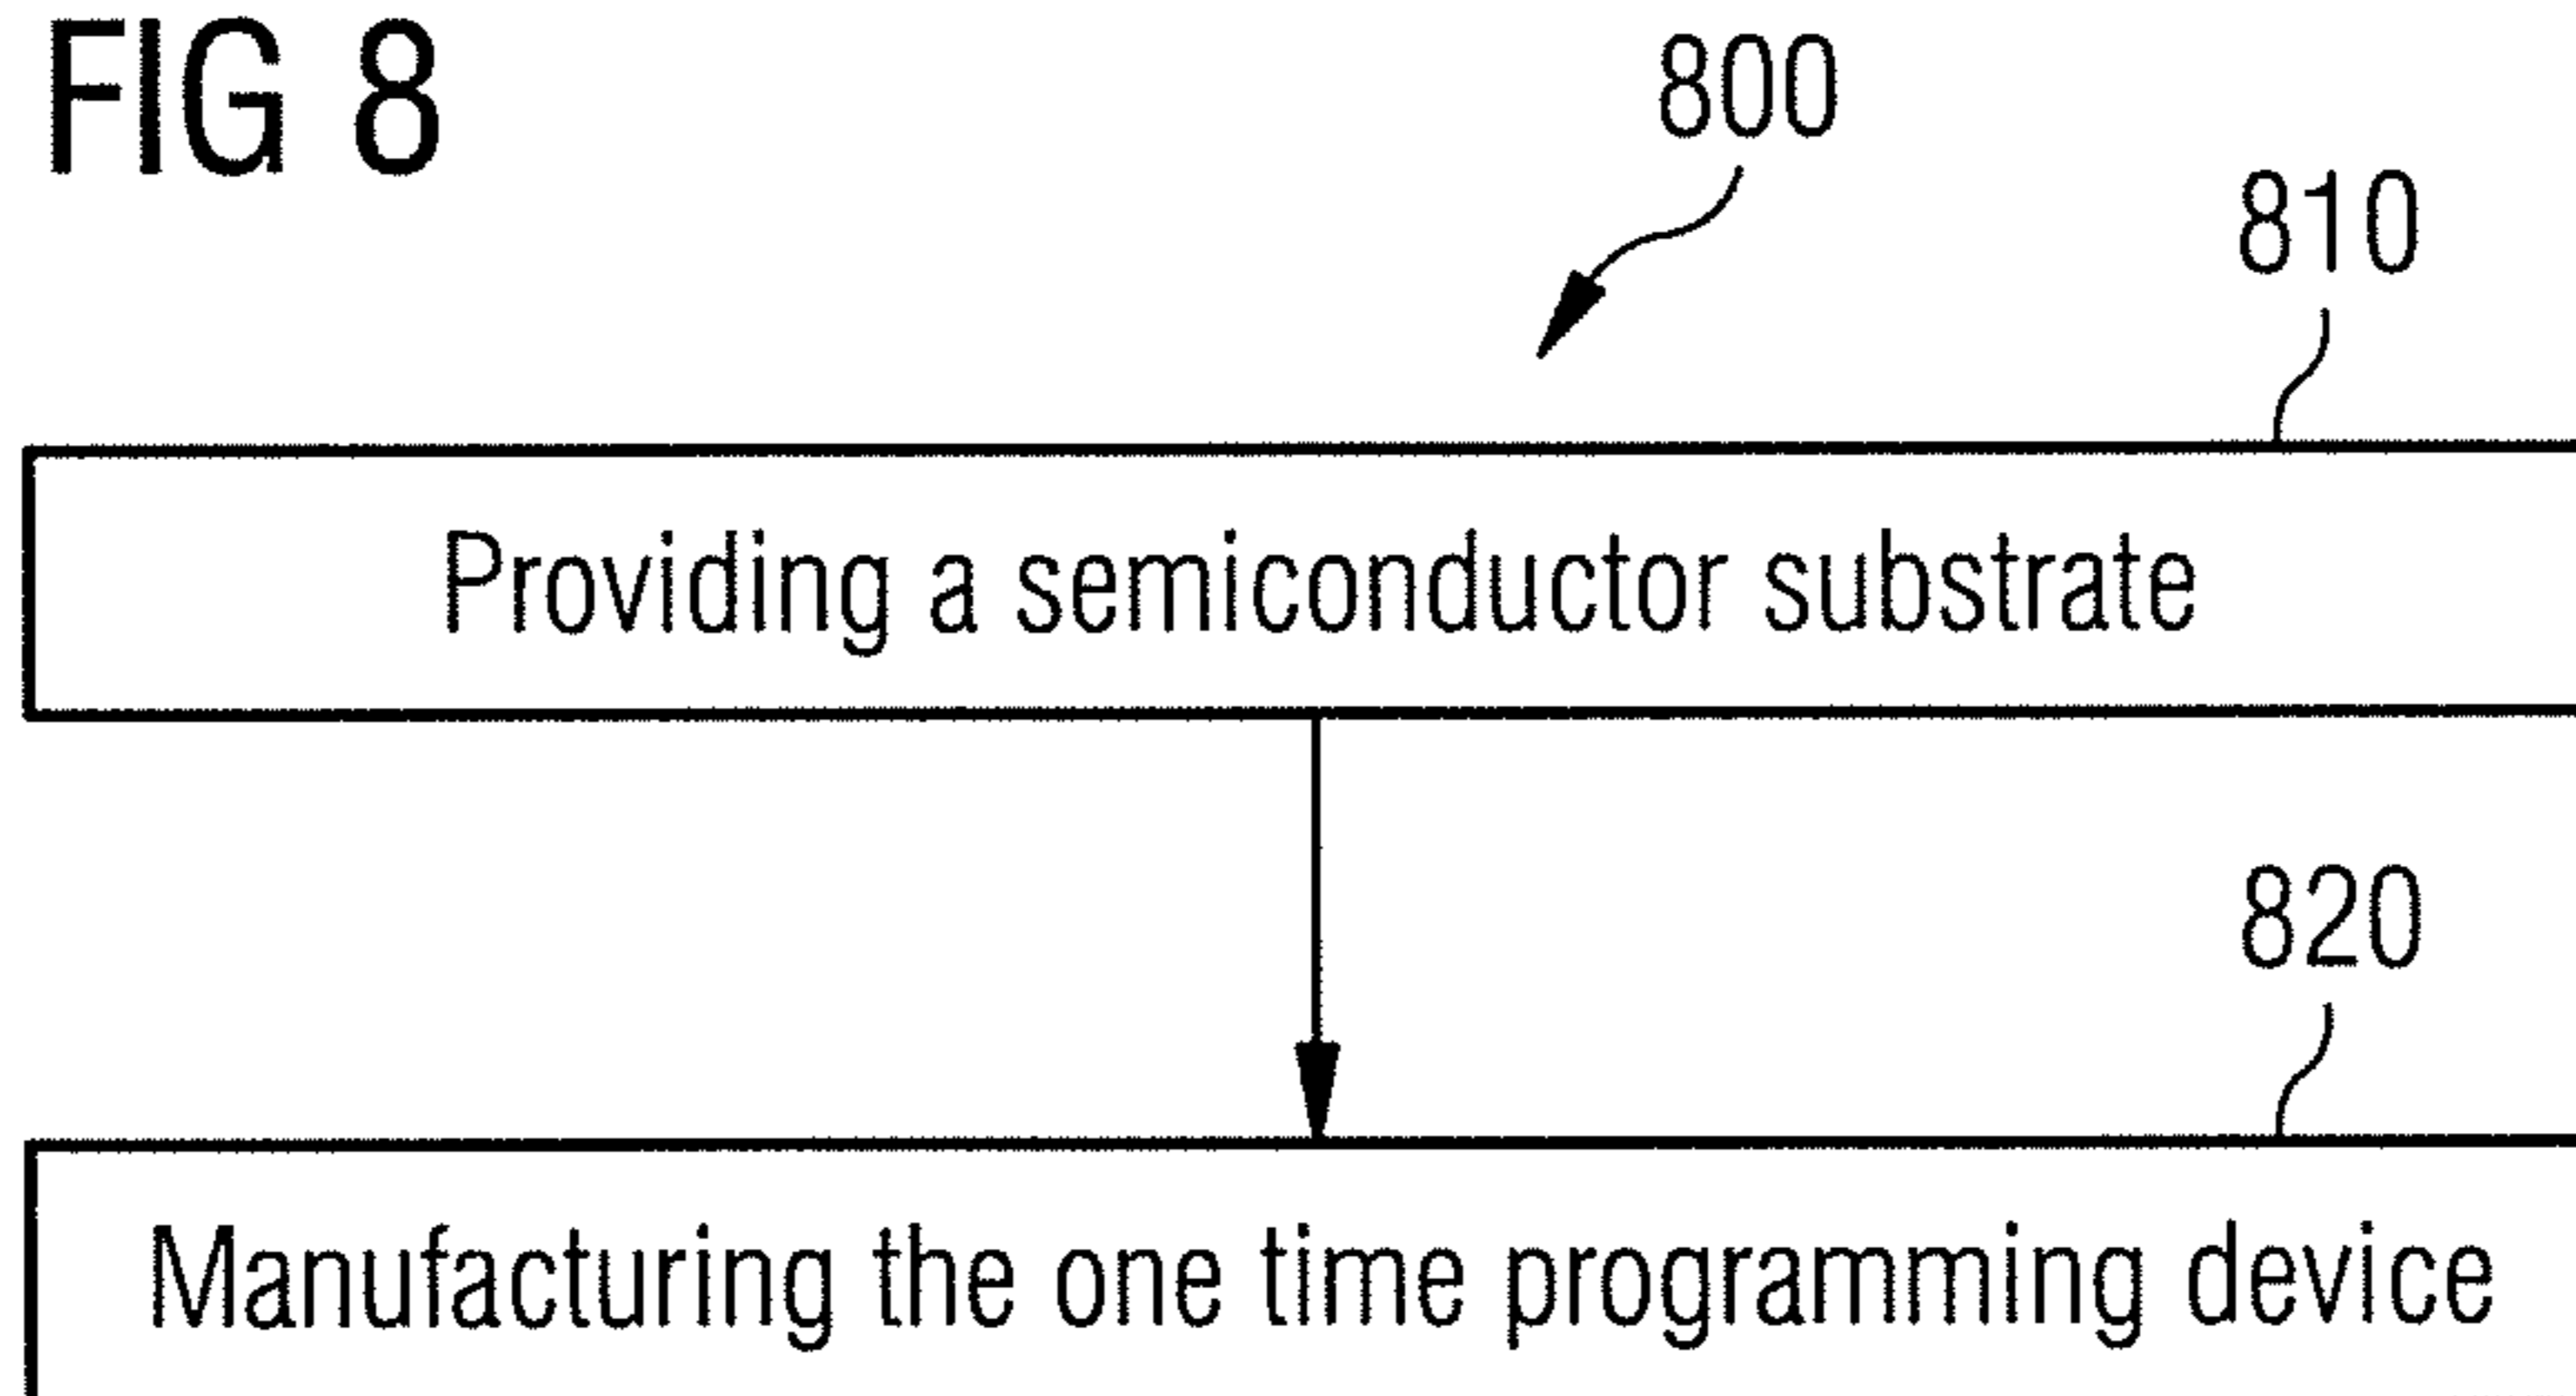 FIG 8
800
810
Providing a semiconductor substrate
820
Manufacturing the one time programming device